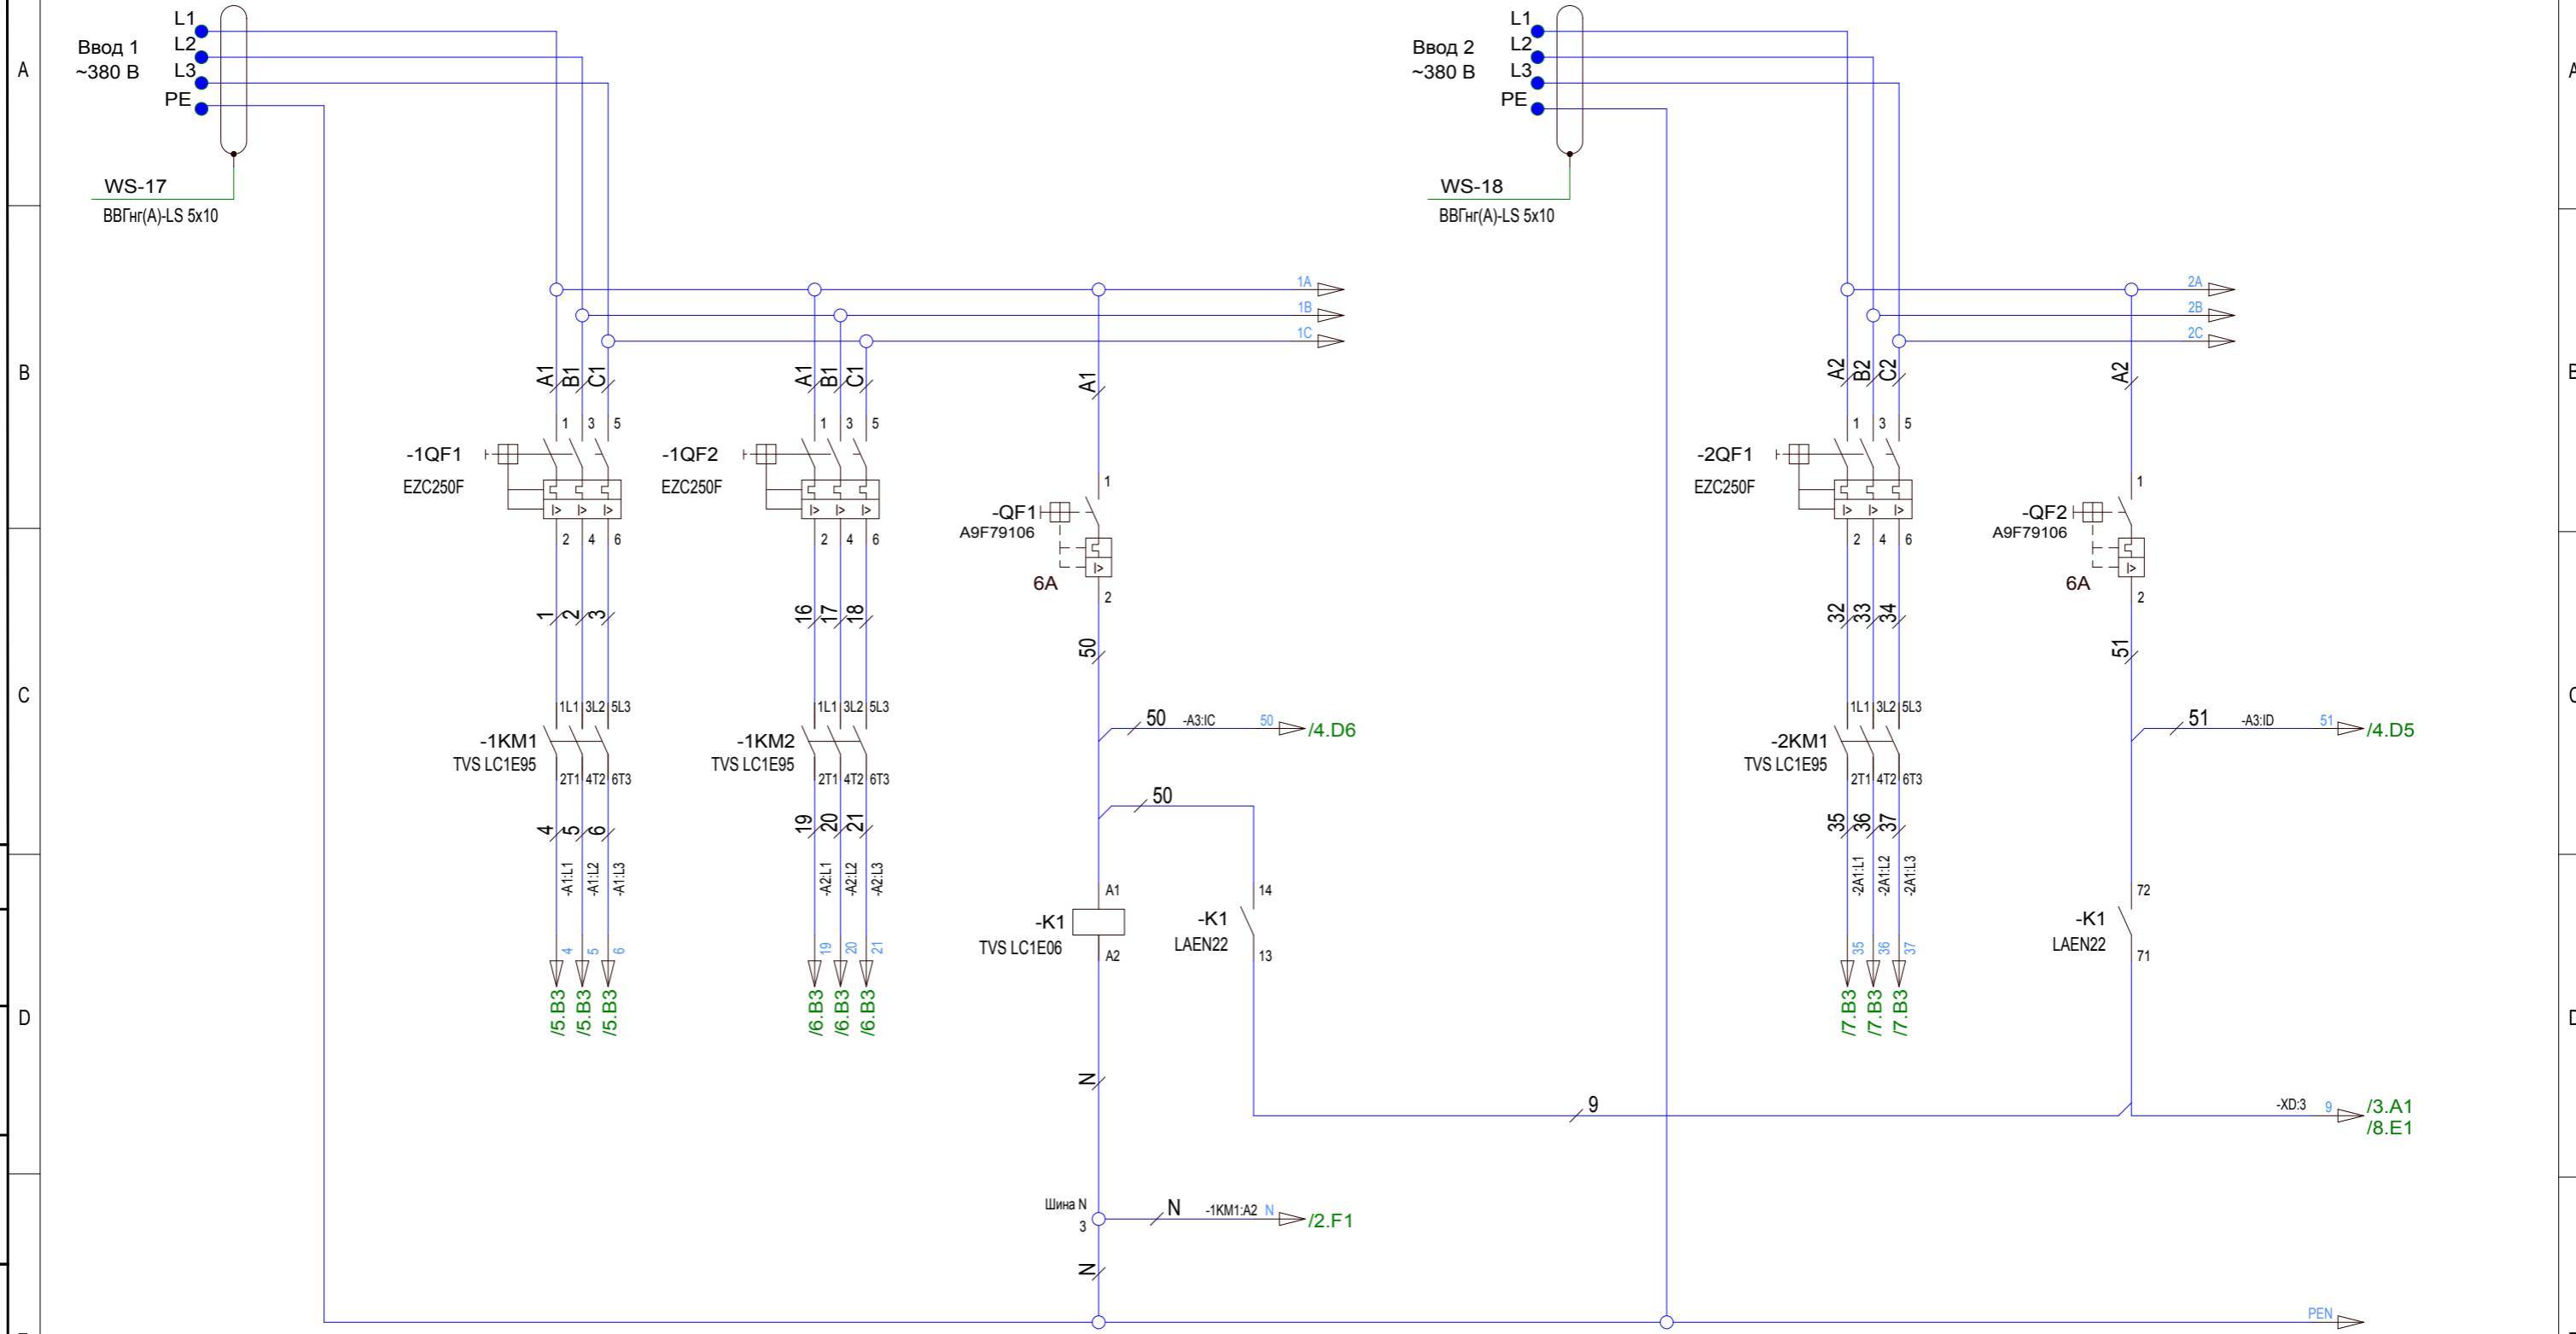 L1
Ввод 1
L2
~380 В
L3
PE
WS-17
ВВГнг(А)-LS 5x10
L1
Ввод 2
L2
~380 В
L3
PE
WS-18
ВВГнг(А)-LS 5x10
A
A
B
C
D
1A
1B
1C
2A
2B
2C
A1 B1 C1
A1 B1 C1
A1
A2 B2 C2
A2
1 3 5
-1QF1
EZC250F
2 4 6
1 3 5
-1QF2
EZC250F
2 4 6
1
-QF1
A9F79106
6A
2
1 3 5
-2QF1
EZC250F
2 4 6
1
-QF2
A9F79106
6A
2
1 2 3
16 17 18
50
32 33 34
51
50 -A3:IC 50 /4.D6
51 -A3:ID 51 /4.D5
1L1 3L2 5L3
-1KM1
TVS LC1E95
2T1 4T2 6T3
1L1 3L2 5L3
-1KM2
TVS LC1E95
2T1 4T2 6T3
1L1 3L2 5L3
-2KM1
TVS LC1E95
2T1 4T2 6T3
50
4 5 6
19 20 21
35 36 37
-A1:L1 -A1:L2 -A1:L3
-A2:L1 -A2:L2 -A2:L3
-2A1:L1 -2A1:L2 -2A1:L3
A1
-K1
TVS LC1E06
A2
14
-K1
LAEN22
13
72
-K1
LAEN22
71
4 5 6
19 20 21
35 36 37
/5.B3 /5.B3 /5.B3
/6.B3 /6.B3 /6.B3
/7.B3 /7.B3 /7.B3
N
9
-XD:3 9 /3.A1
/8.E1
Шина N
3
N -1KM1:A2 N /2.F1
N
PEN